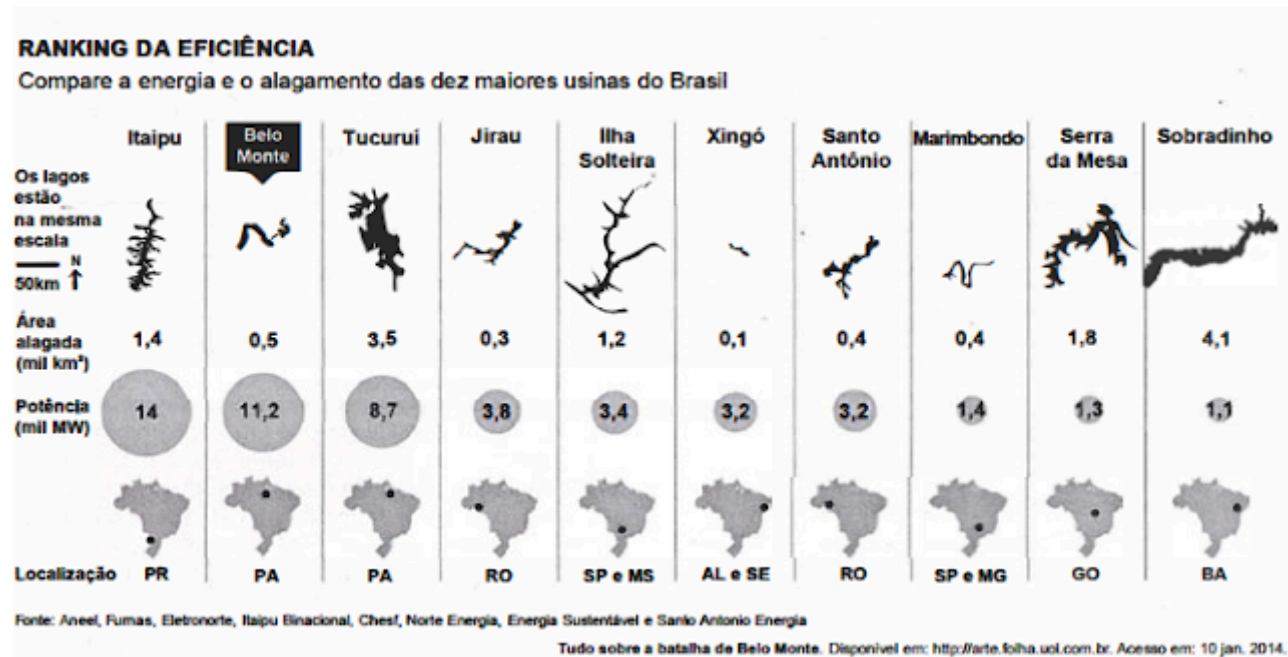 RANKING DA EFICIÊNCIA
Compare a energia e o alagamento das dez maiores usinas do Brasil
Itaipu Belo Monte Tucuruí Jirau Ilha Solteira Xingó Santo Antônio Marimbondo Serra da Mesa Sobradinho
Os lagos
estão
na mesma
escala
N
50km
Área
alagada
(mil km²)
1,4 0,5 3,5 0,3 1,2 0,1 0,4 0,4 1,8 4,1
Potência
(mil MW)
14 11,2 8,7 3,8 3,4 3,2 3,2 1,4 1,3 1,1
Localização PR PA PA RO SP e MS AL e SE RO SP e MG GO BA
Fonte: Aneel, Furnas, Eletronorte, Itaipu Binacional, Chesf, Norte Energia, Energia Sustentável e Santo Antonio Energia
Tudo sobre a batalha de Belo Monte. Disponível em: http://arte.folha.uol.com.br. Acesso em: 10 jan. 2014.